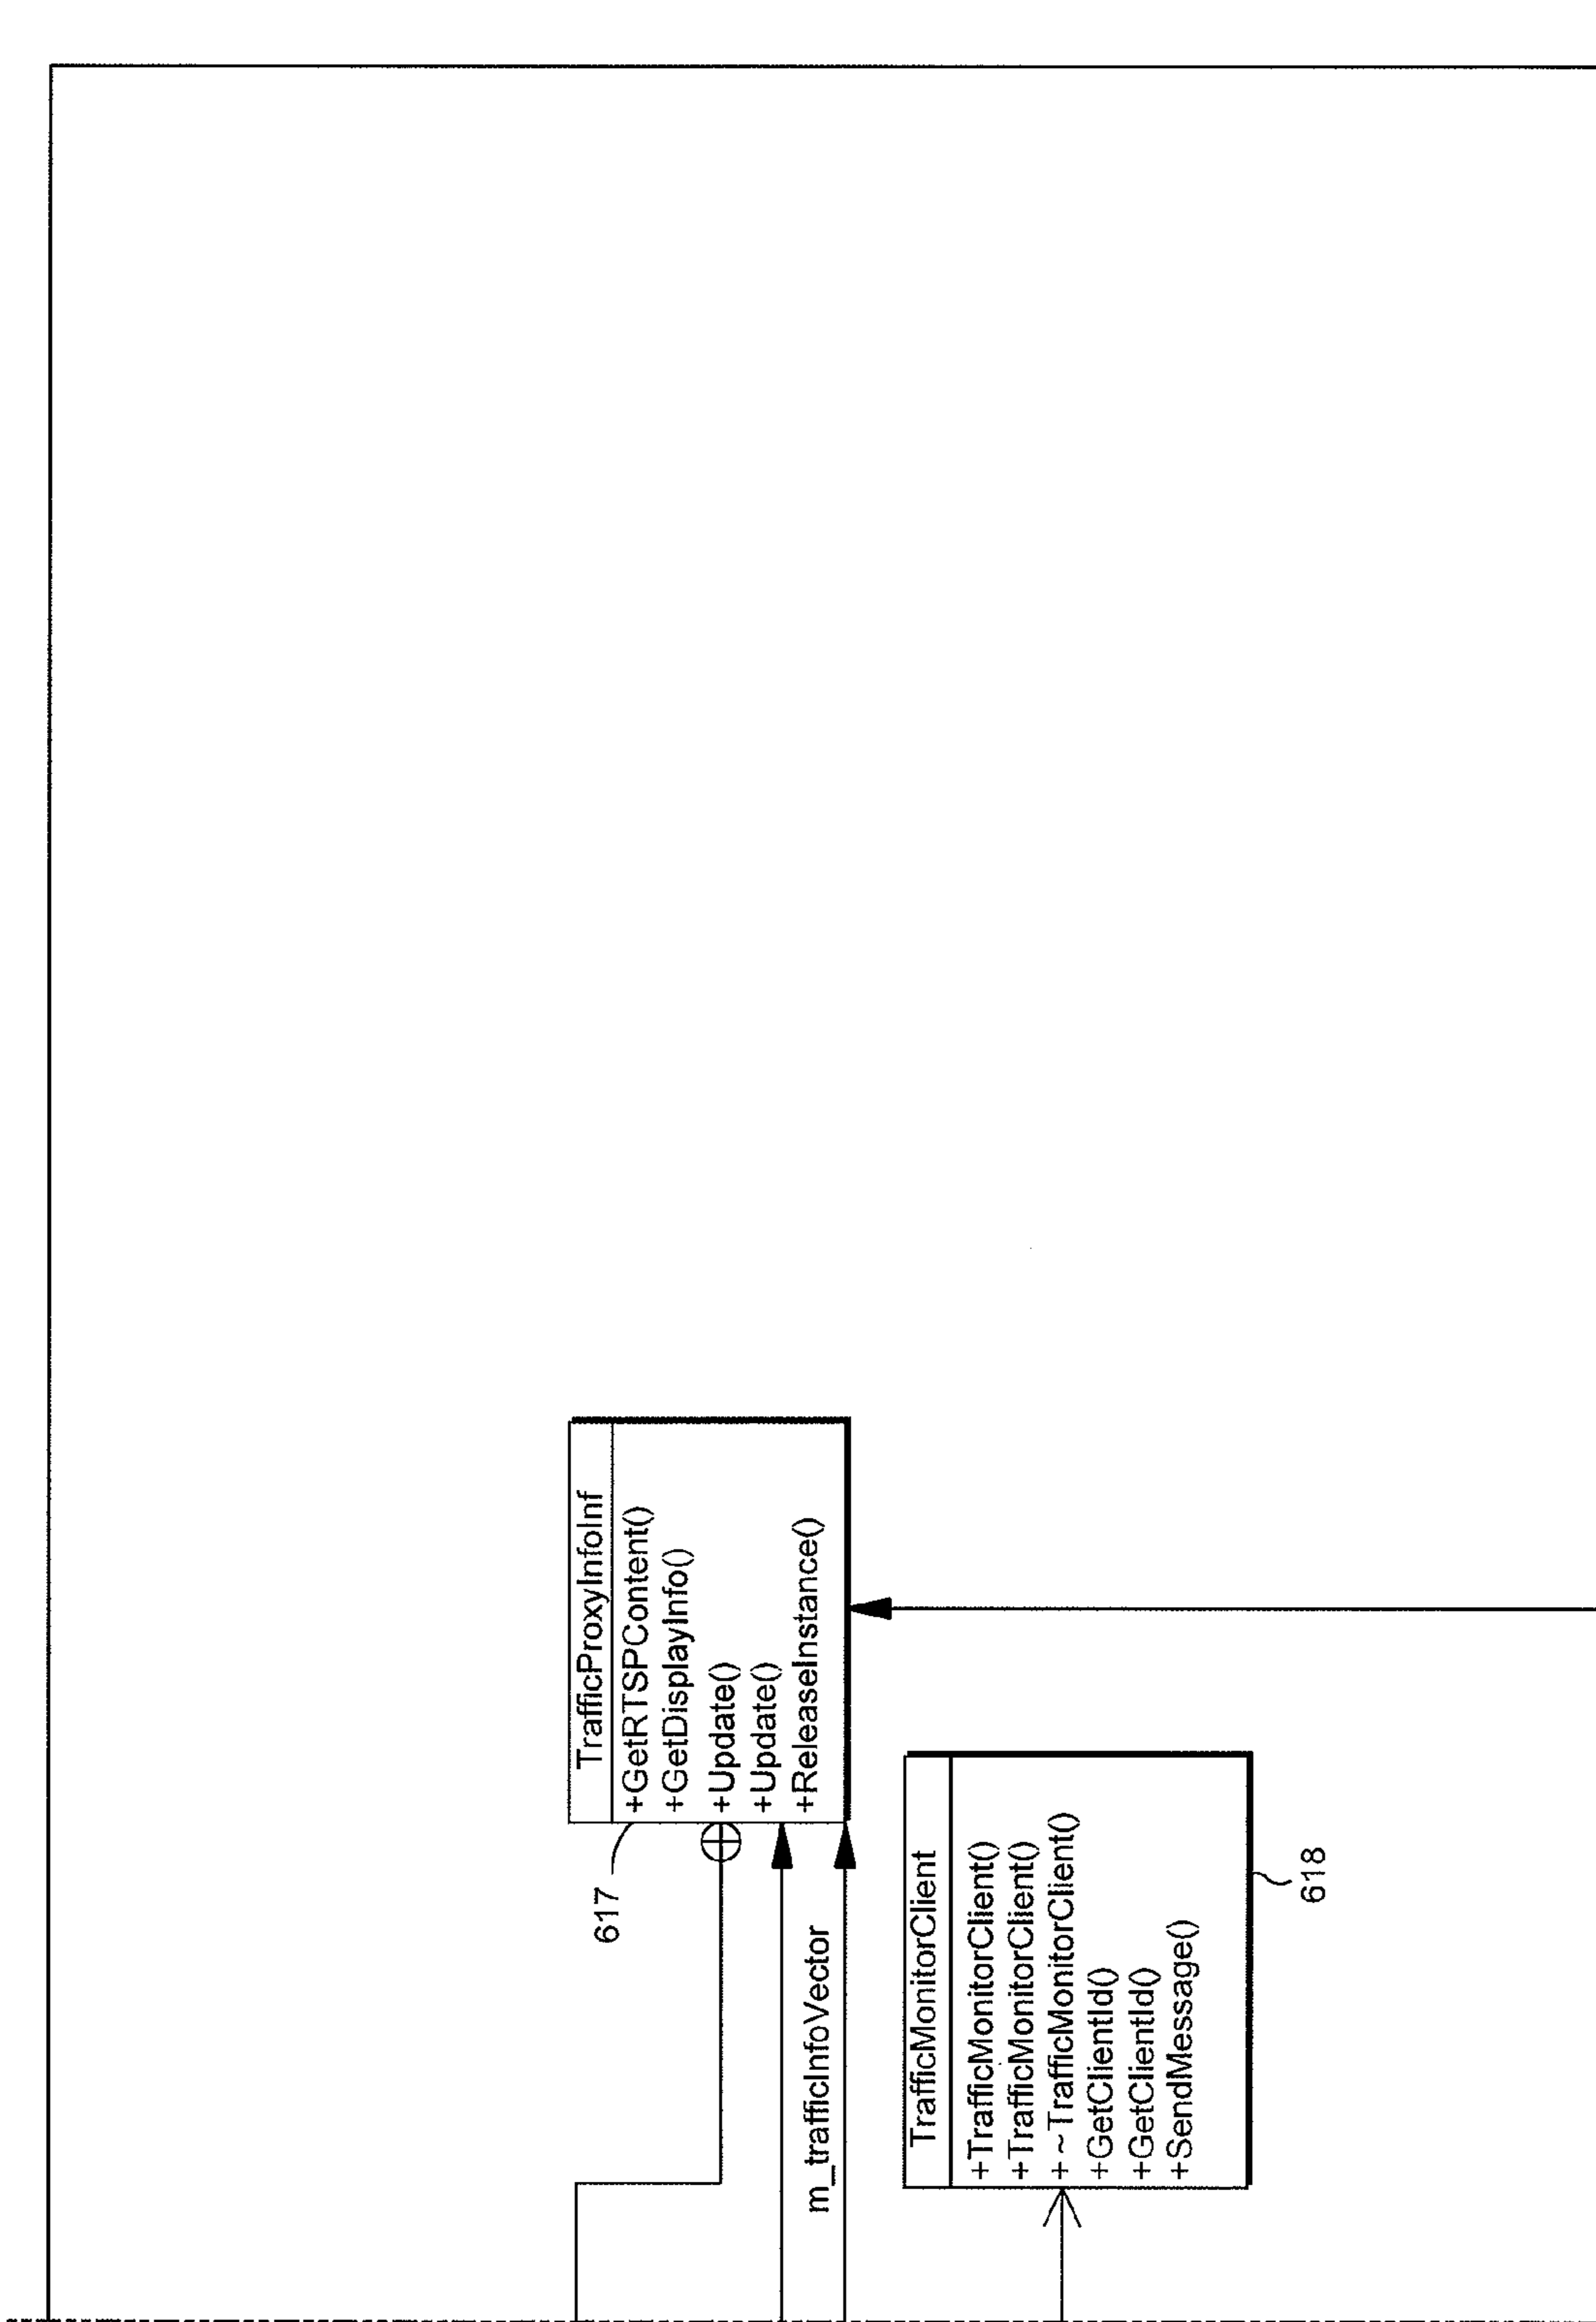 TrafficProxyInfoInf
+GetRTSPContent()
+GetDisplayInfo()
+Update()
+Update()
+ReleaseInstance()
617
m_trafficInfoVector
TrafficMonitorClient
+TrafficMonitorClient()
+TrafficMonitorClient()
+~TrafficMonitorClient()
+GetClientId()
+GetClientId()
+SendMessage()
618